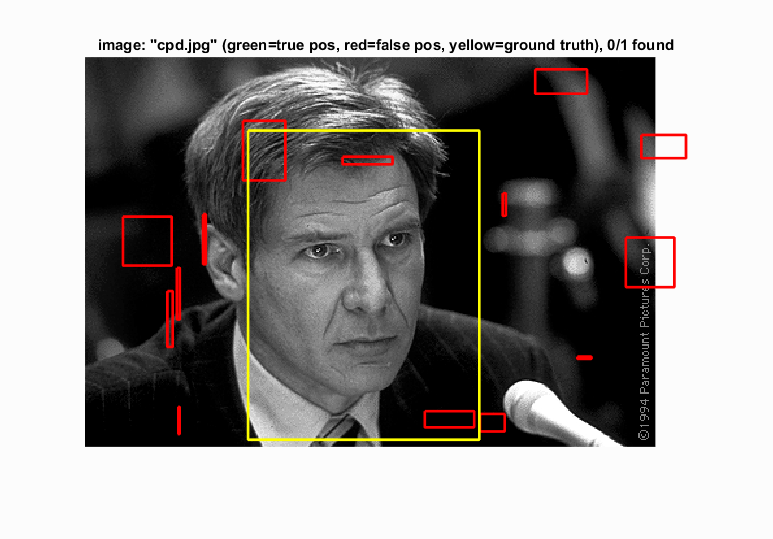 image: "cpd.jpg" (green=true pos, red=false pos, yellow=ground truth), 0/1 found
©1994 Paramount Pictures Corp.